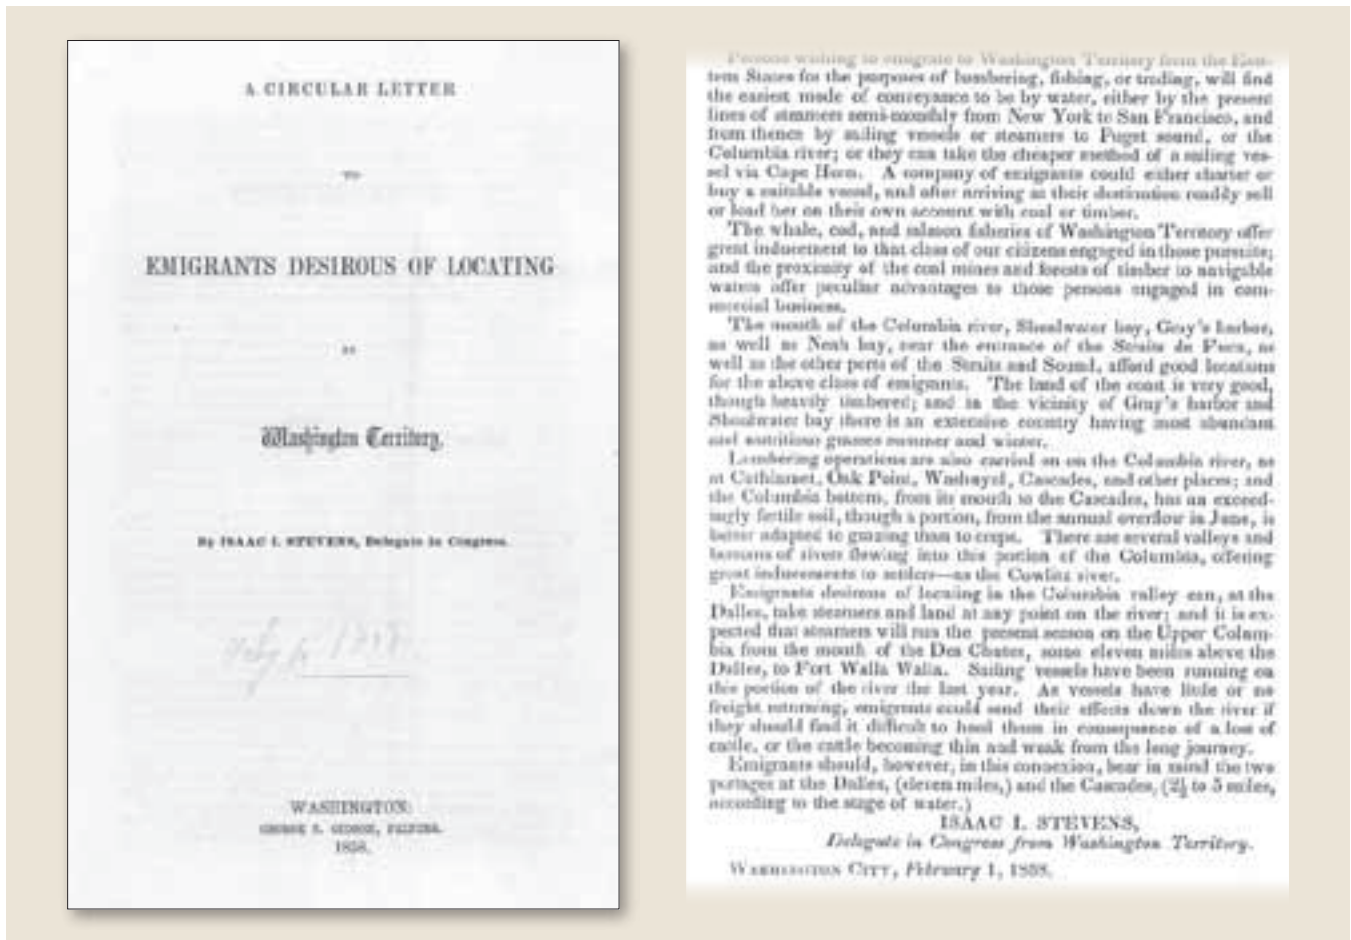 A CIRCULAR LETTER
TO
EMIGRANTS DESIROUS OF LOCATING
IN
Washington Territory,
By ISAAC I. STEVENS, Delegate in Congress.
WASHINGTON:
GEORGE S. GIDEON, PRINTER.
1858.
Persons wishing to emigrate to Washington Territory from the Eas-
tern States for the purposes of lumbering, fishing, or trading, will find
the easiest mode of conveyance to be by water, either by the present
lines of steamers semi-monthly from New York to San Francisco, and
from thence by sailing vessels or steamers to Puget sound, or the
Columbia river; or they can take the cheaper method of a sailing ves-
sel via Cape Horn. A company of emigrants could either charter or
buy a suitable vessel, and after arriving at their destination readily sell
or load her on their own account with coal or timber.
The whale, cod, and salmon fisheries of Washington Territory offer
great inducement to that class of our citizens engaged in those pursuits;
and the proximity of the coal mines and forests of timber to navigable
waters offer peculiar advantages to those persons engaged in com-
mercial business.
The mouth of the Columbia river, Shoalwater bay, Gray's harbor,
as well as Neah bay, near the entrance of the Straits de Fuca, as
well as the other parts of the Straits and Sound, afford good locations
for the above class of emigrants. The land of the coast is very good,
though heavily timbered; and in the vicinity of Gray's harbor and
Shoalwater bay there is an extensive country having most abundant
and nutritious grasses summer and winter.
Lumbering operations are also carried on on the Columbia river, as
at Cathlamet, Oak Point, Washugal, Cascades, and other places; and
the Columbia bottom, from its mouth to the Cascades, has an exceed-
ingly fertile soil, though a portion, from the annual overflow in June, is
better adapted to grazing than to crops. There are several valleys and
bottoms of rivers flowing into this portion of the Columbia, offering
great inducements to settlers—as the Cowlitz river.
Emigrants desirous of locating in the Columbia valley can, at the
Dalles, take steamers and land at any point on the river; and it is ex-
pected that steamers will run the present season on the Upper Colum-
bia from the mouth of the Des Chutes, some eleven miles above the
Dalles, to Fort Walla Walla. Sailing vessels have been running on
this portion of the river the last year. As vessels have little or no
freight returning, emigrants could send their effects down the river if
they should find it difficult to haul them in consequence of a loss of
cattle, or the cattle becoming thin and weak from the long journey.
Emigrants should, however, in this connexion, bear in mind the two
portages at the Dalles, (eleven miles,) and the Cascades, (2½ to 5 miles,
according to the stage of water.)
ISAAC I. STEVENS,
Delegate in Congress from Washington Territory.
WASHINGTON CITY, February 1, 1858.